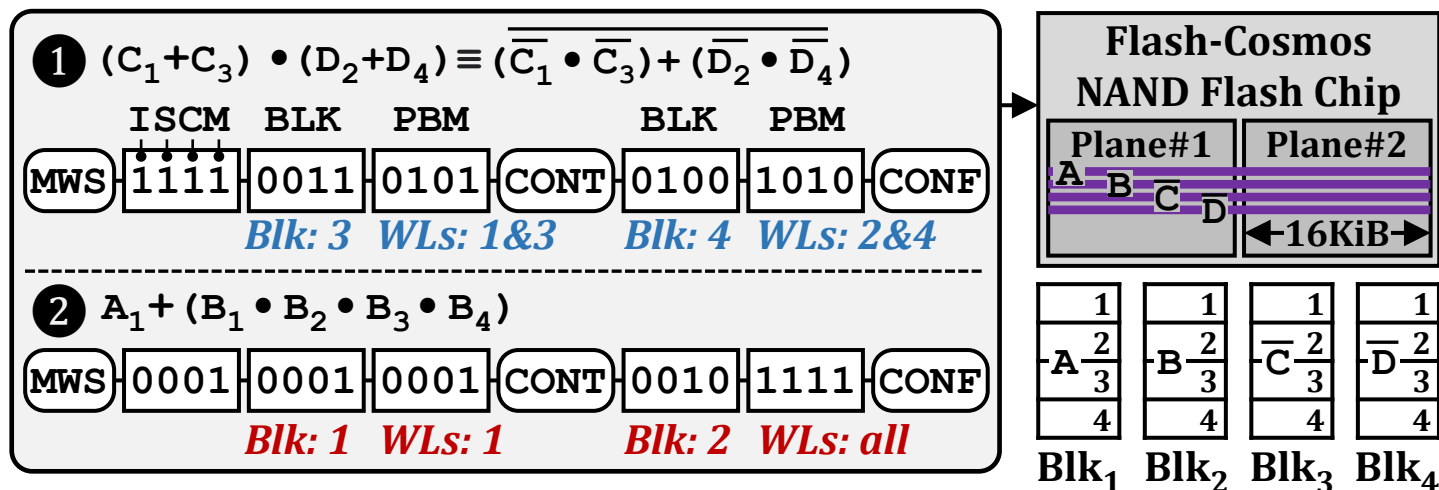 ❶ (C₁+C₃) • (D₂+D₄) ≡ (C̅₁̅ • C̅₃̅)+(D̅₂̅ • D̅₄̅)
ISCM BLK PBM BLK PBM
MWS 1111 0011 0101 CONT 0100 1010 CONF
Blk: 3 WLs: 1&3 Blk: 4 WLs: 2&4
❷ A₁+(B₁ • B₂ • B₃ • B₄)
MWS 0001 0001 0001 CONT 0010 1111 CONF
Blk: 1 WLs: 1 Blk: 2 WLs: all
Flash-Cosmos
NAND Flash Chip
Plane#1 Plane#2
A
B
C̅
D̅
16KiB
1 1 1 1
A 2 B 2 C̅ 2 D̅ 2
3 3 3 3
4 4 4 4
Blk₁ Blk₂ Blk₃ Blk₄